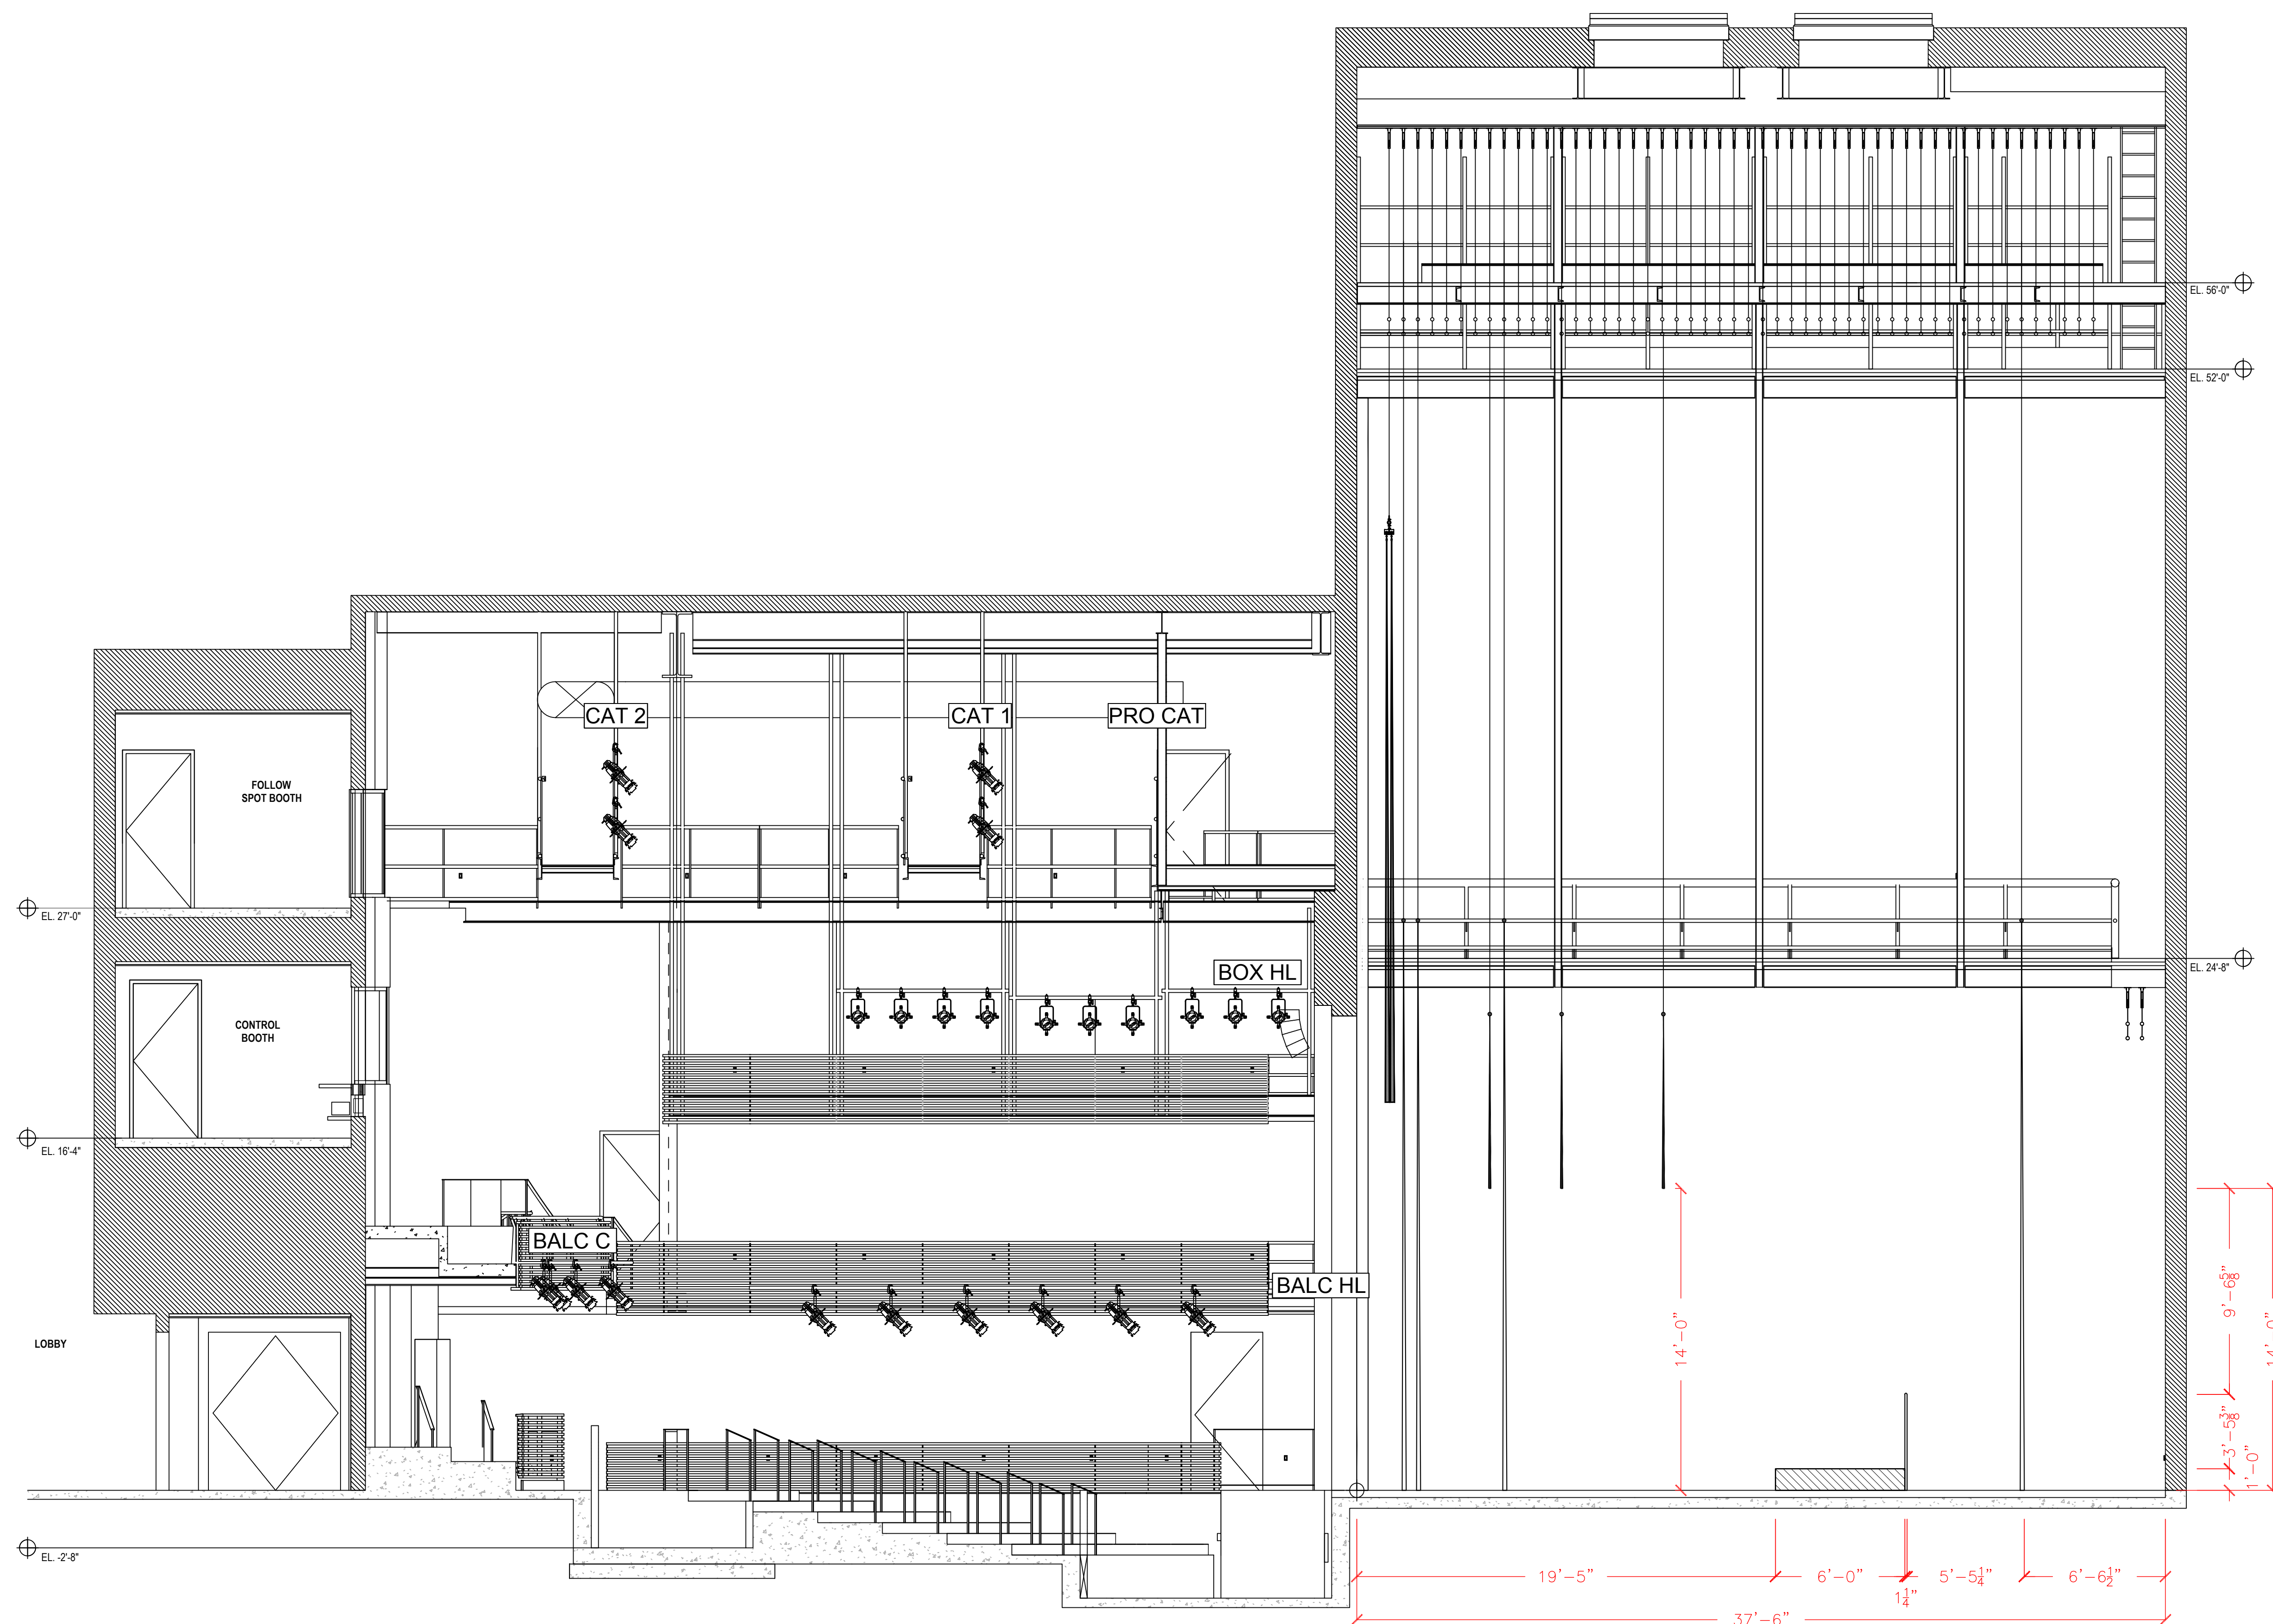 EL. 56'-0"
EL. 52'-0"
CAT 2
CAT 1
PRO CAT
FOLLOW
SPOT BOOTH
EL. 27'-0"
BOX HL
EL. 24'-8"
CONTROL
BOOTH
EL. 16'-4"
BALC C
BALC HL
LOBBY
14'-0"
9'-6⅝"
14'-0"
3'-5⅜"
1'-0"
EL. -2'-8"
19'-5"
6'-0"
1¼"
5'-5¼"
6'-6½"
37'-6"